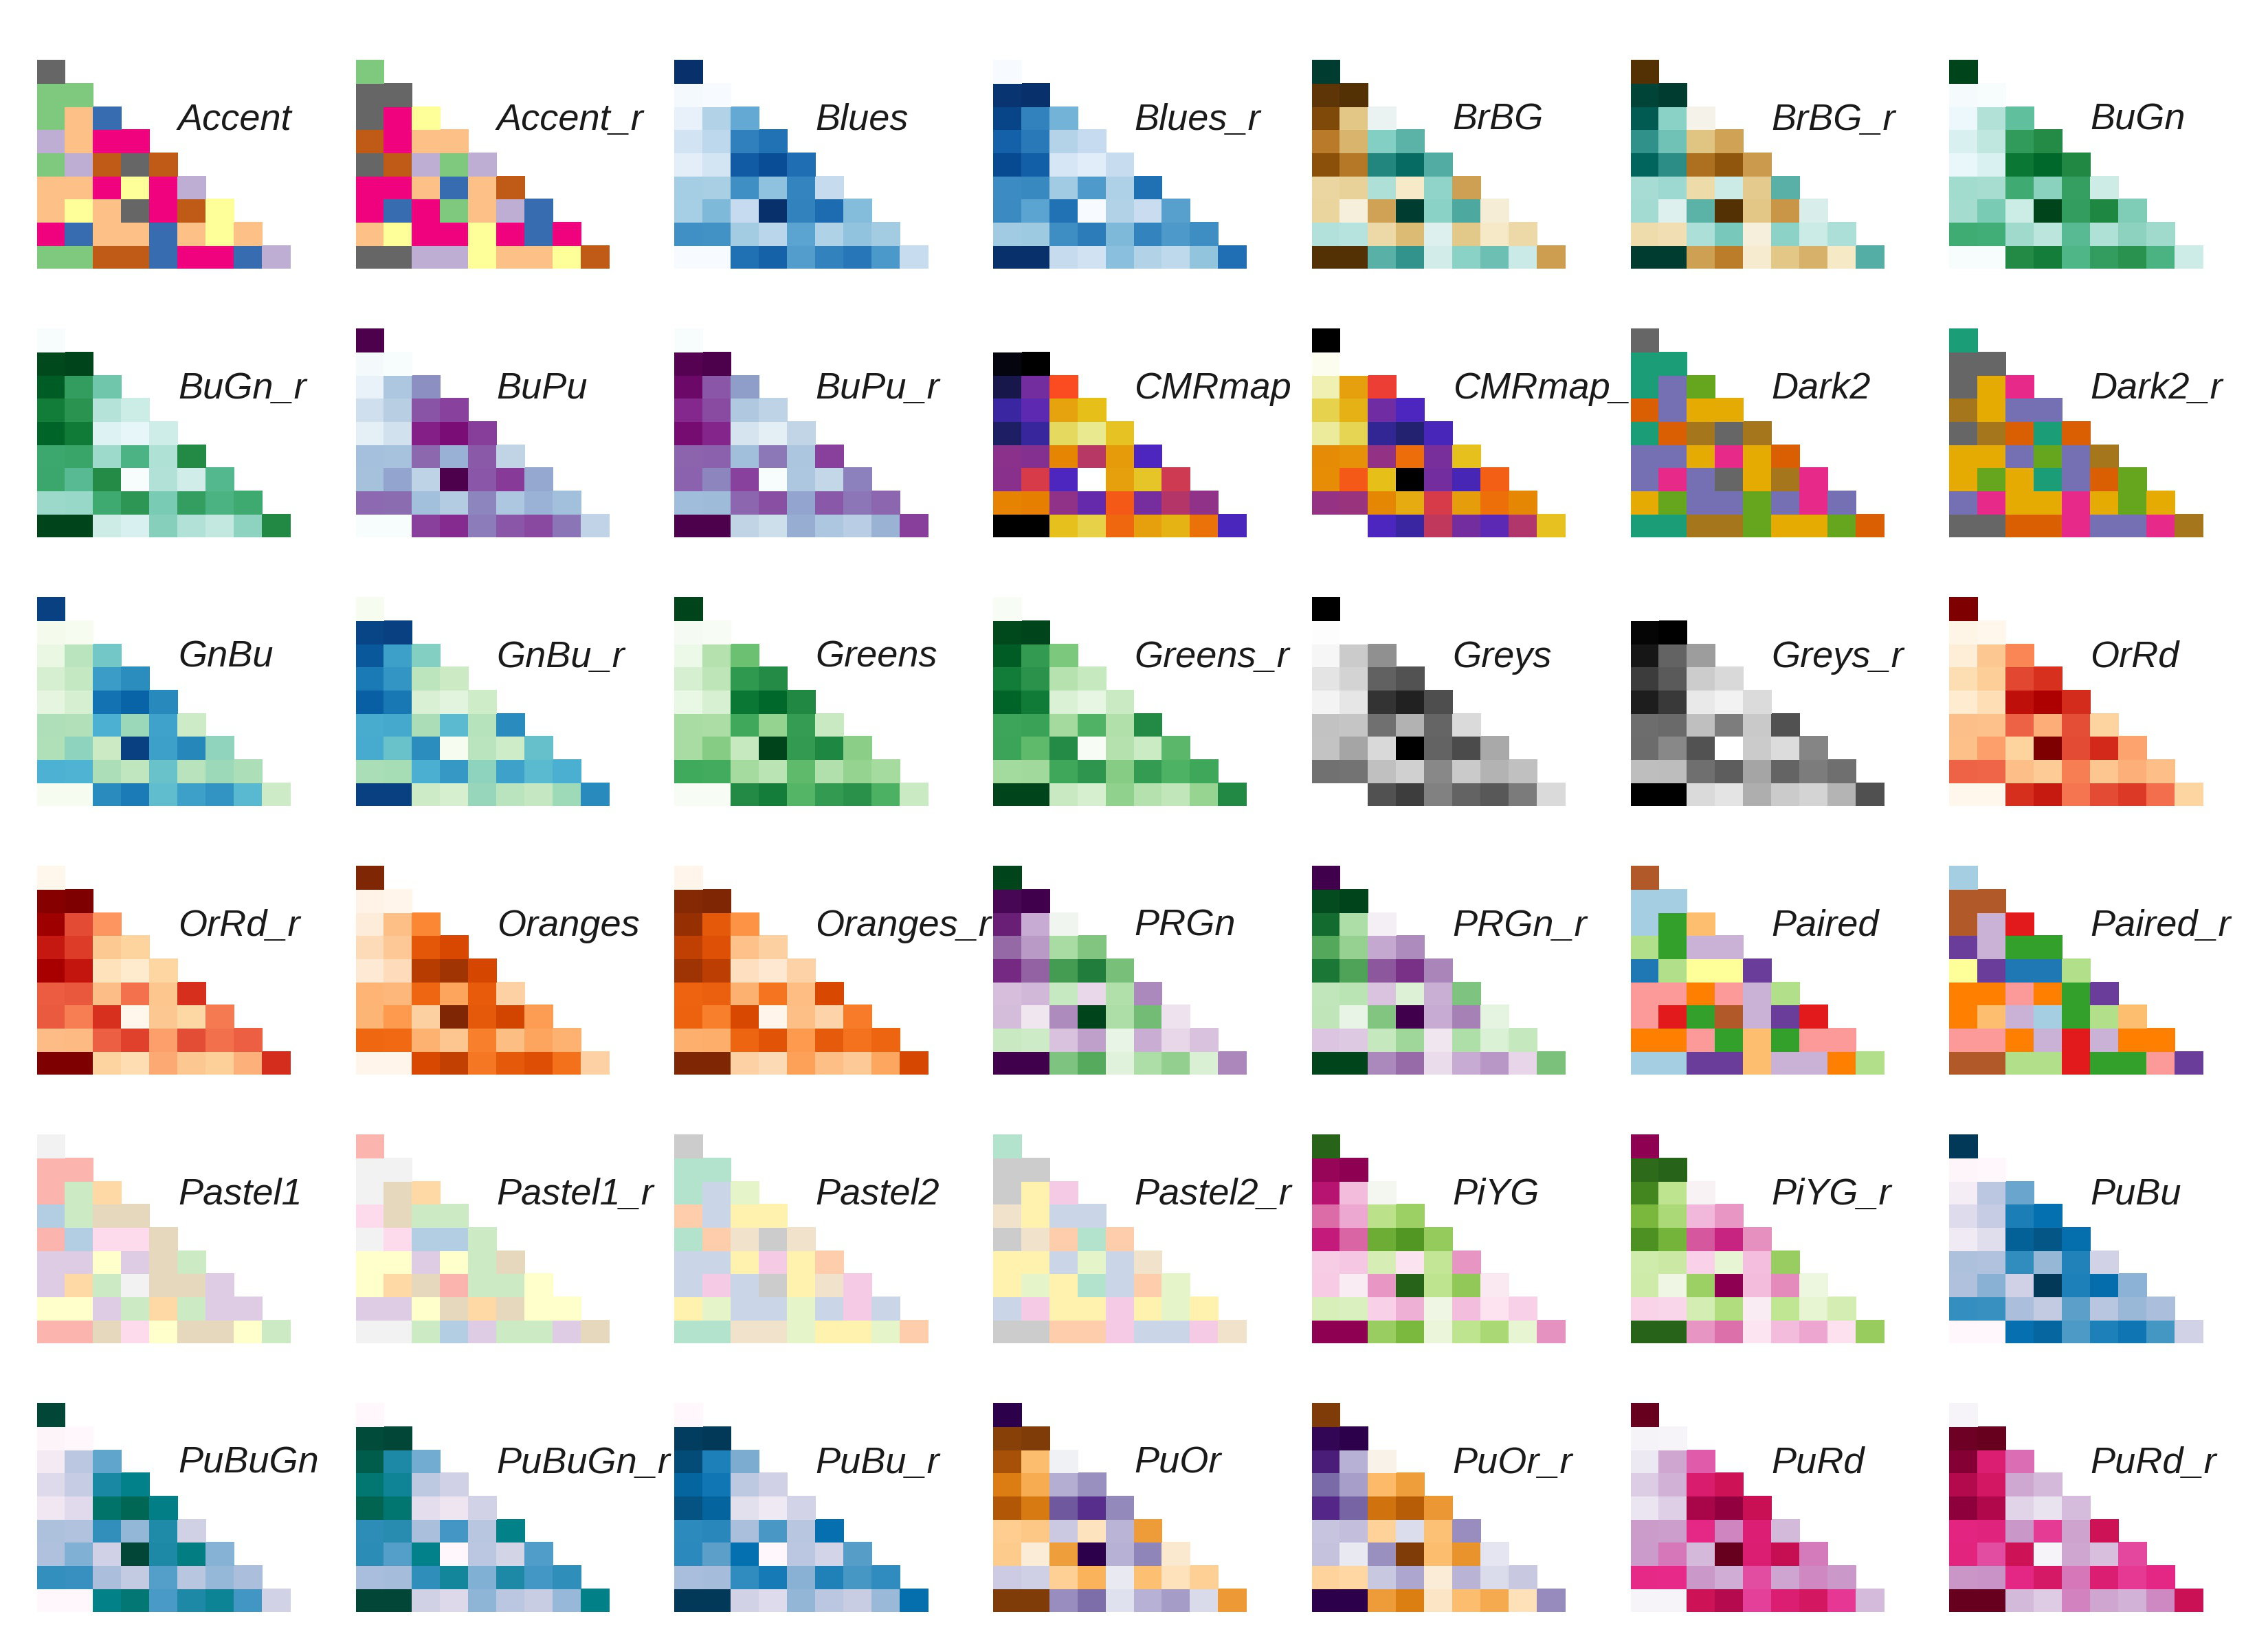 Accent Accent_r Blues Blues_r BrBG BrBG_r BuGn
BuGn_r BuPu BuPu_r CMRmap CMRmap_ Dark2 Dark2_r
GnBu GnBu_r Greens Greens_r Greys Greys_r OrRd
OrRd_r Oranges Oranges_r PRGn PRGn_r Paired Paired_r
Pastel1 Pastel1_r Pastel2 Pastel2_r PiYG PiYG_r PuBu
PuBuGn PuBuGn_r PuBu_r PuOr PuOr_r PuRd PuRd_r